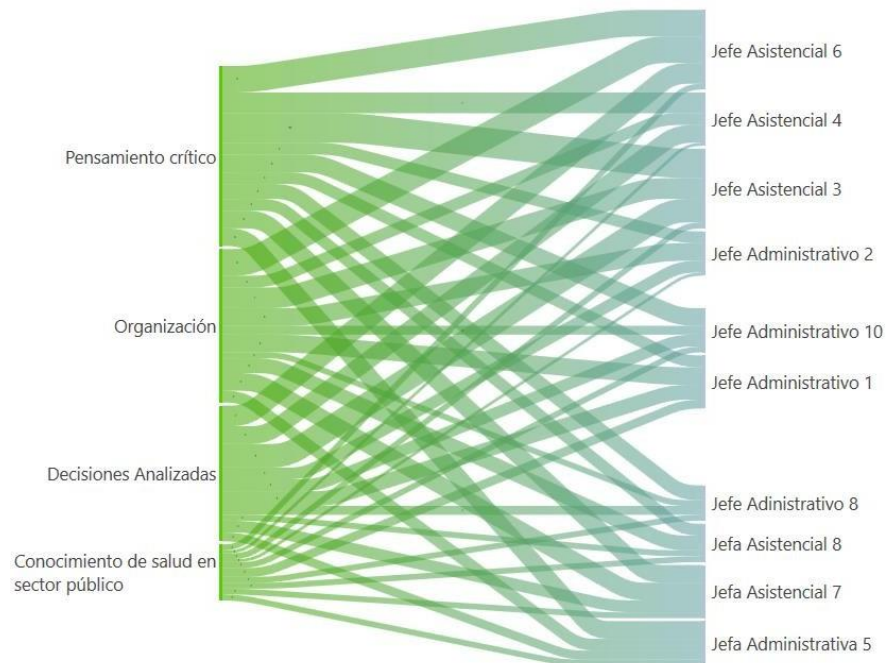 Pensamiento crítico
Organización
Decisiones Analizadas
Conocimiento de salud en
sector público
Jefe Asistencial 6
Jefe Asistencial 4
Jefe Asistencial 3
Jefe Administrativo 2
Jefe Administrativo 10
Jefe Administrativo 1
Jefe Adinistrativo 8
Jefa Asistencial 8
Jefa Asistencial 7
Jefa Administrativa 5